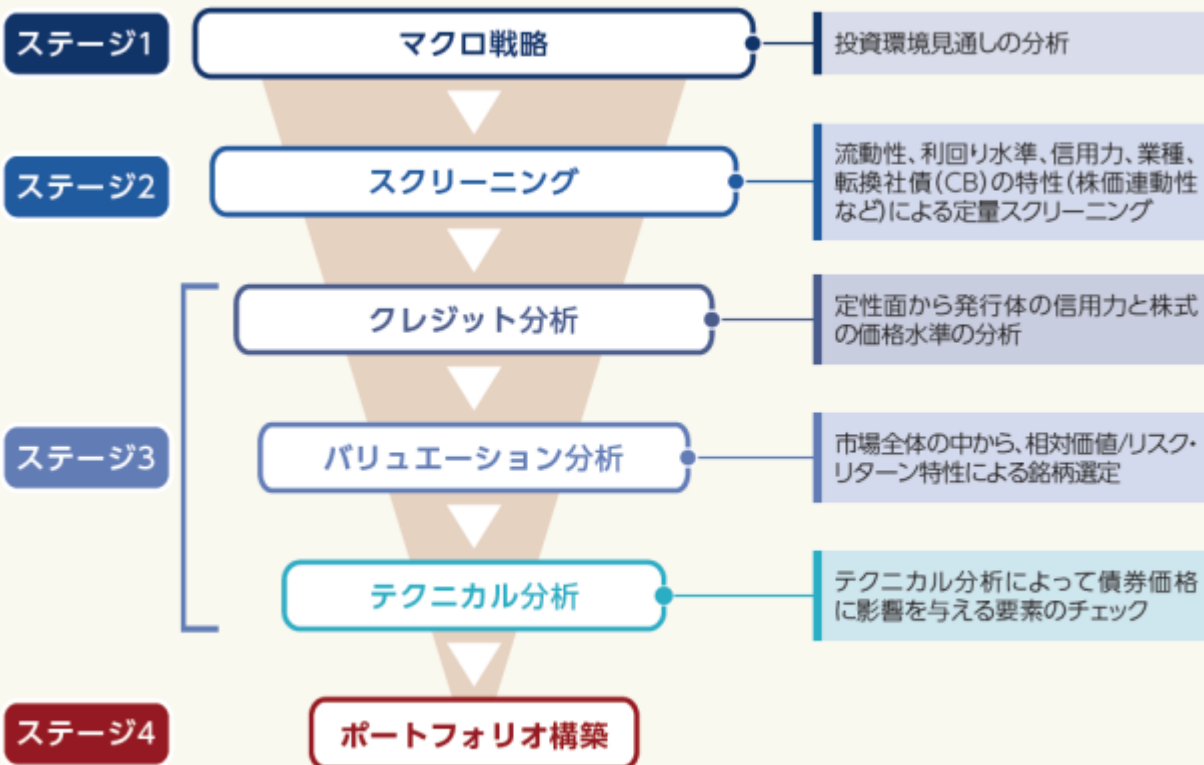 ステージ1
マクロ戦略
投資環境見通しの分析
ステージ2
スクリーニング
流動性、利回り水準、信用力、業種、
転換社債(CB)の特性(株価連動性
など)による定量スクリーニング
クレジット分析
定性面から発行体の信用力と株式
の価格水準の分析
ステージ3
バリュエーション分析
市場全体の中から、相対価値/リスク・
リターン特性による銘柄選定
テクニカル分析
テクニカル分析によって債券価格
に影響を与える要素のチェック
ステージ4
ポートフォリオ構築